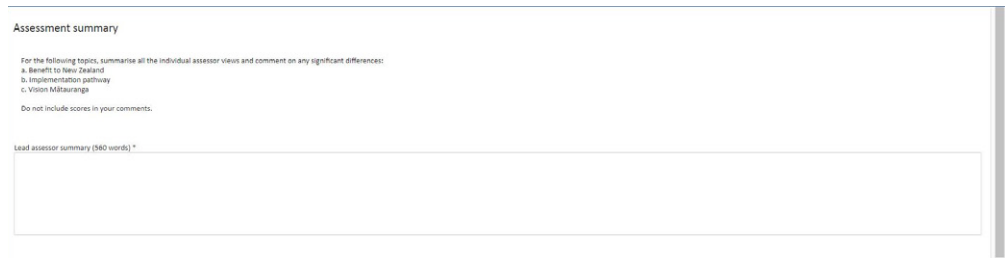 Assessment summary
For the following topics, summarise all the individual assessor views and comment on any significant differences:
a. Benefit to New Zealand
b. Implementation pathway
c. Vision Mātauranga
Do not include scores in your comments.
Lead assessor summary (560 words) *